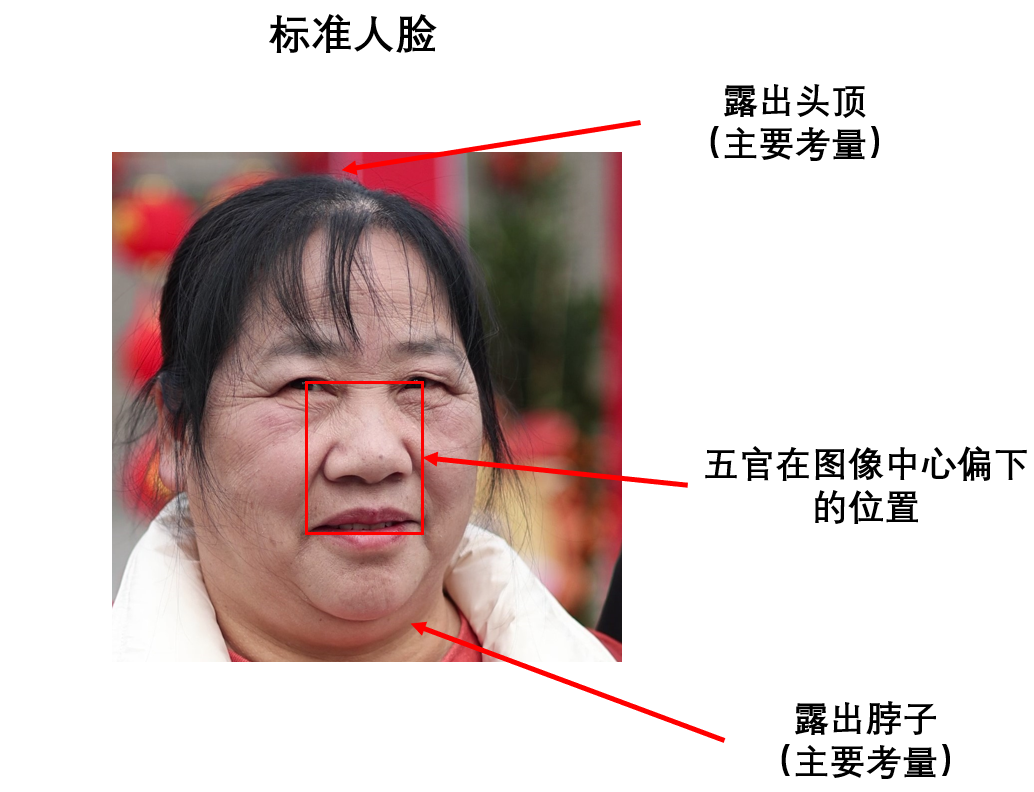 标准人脸
露出头顶
（主要考量）
五官在图像中心偏下
的位置
露出脖子
（主要考量）